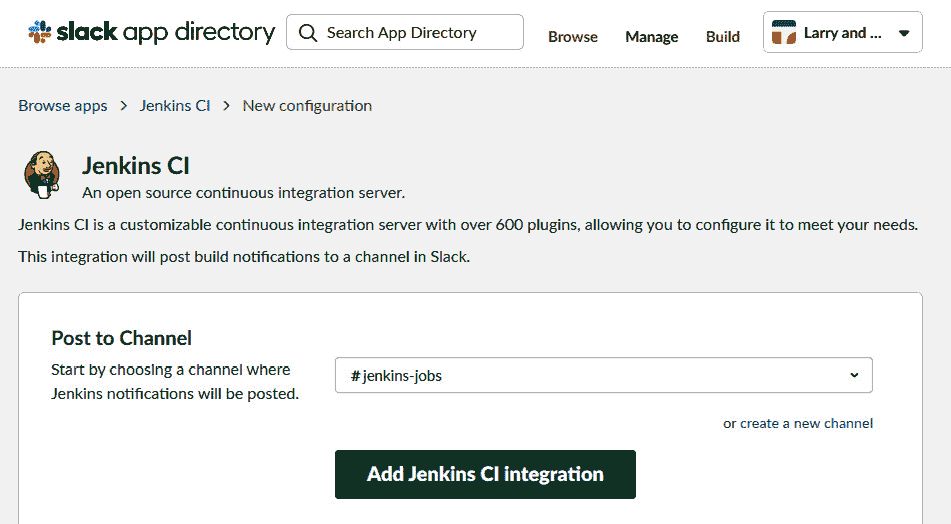 slack app directory
Search App Directory
Browse
Manage
Build
Larry and ...
Browse apps > Jenkins CI > New configuration
Jenkins CI
An open source continuous integration server.
Jenkins CI is a customizable continuous integration server with over 600 plugins, allowing you to configure it to meet your needs.
This integration will post build notifications to a channel in Slack.
Post to Channel
Start by choosing a channel where
Jenkins notifications will be posted.
#jenkins-jobs
or create a new channel
Add Jenkins CI integration